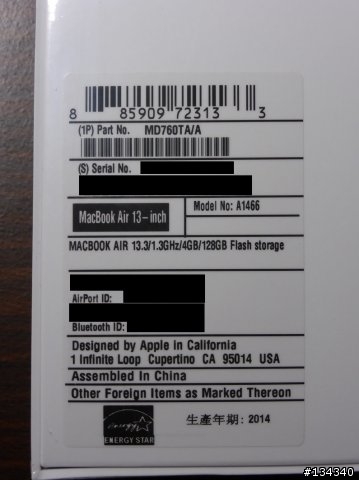 8 85909 72313 3
(1P) Part No. MD760TA/A
(S) Serial No.
MacBook Air 13-inch
Model No: A1466
MACBOOK AIR 13.3/1.3GHz/4GB/128GB Flash storage
AirPort ID:
Bluetooth ID:
Designed by Apple in California
1 Infinite Loop Cupertino CA 95014 USA
Assembled In China
Other Foreign Items as Marked Thereon
energy
ENERGY STAR
生產年期: 2014
#134340